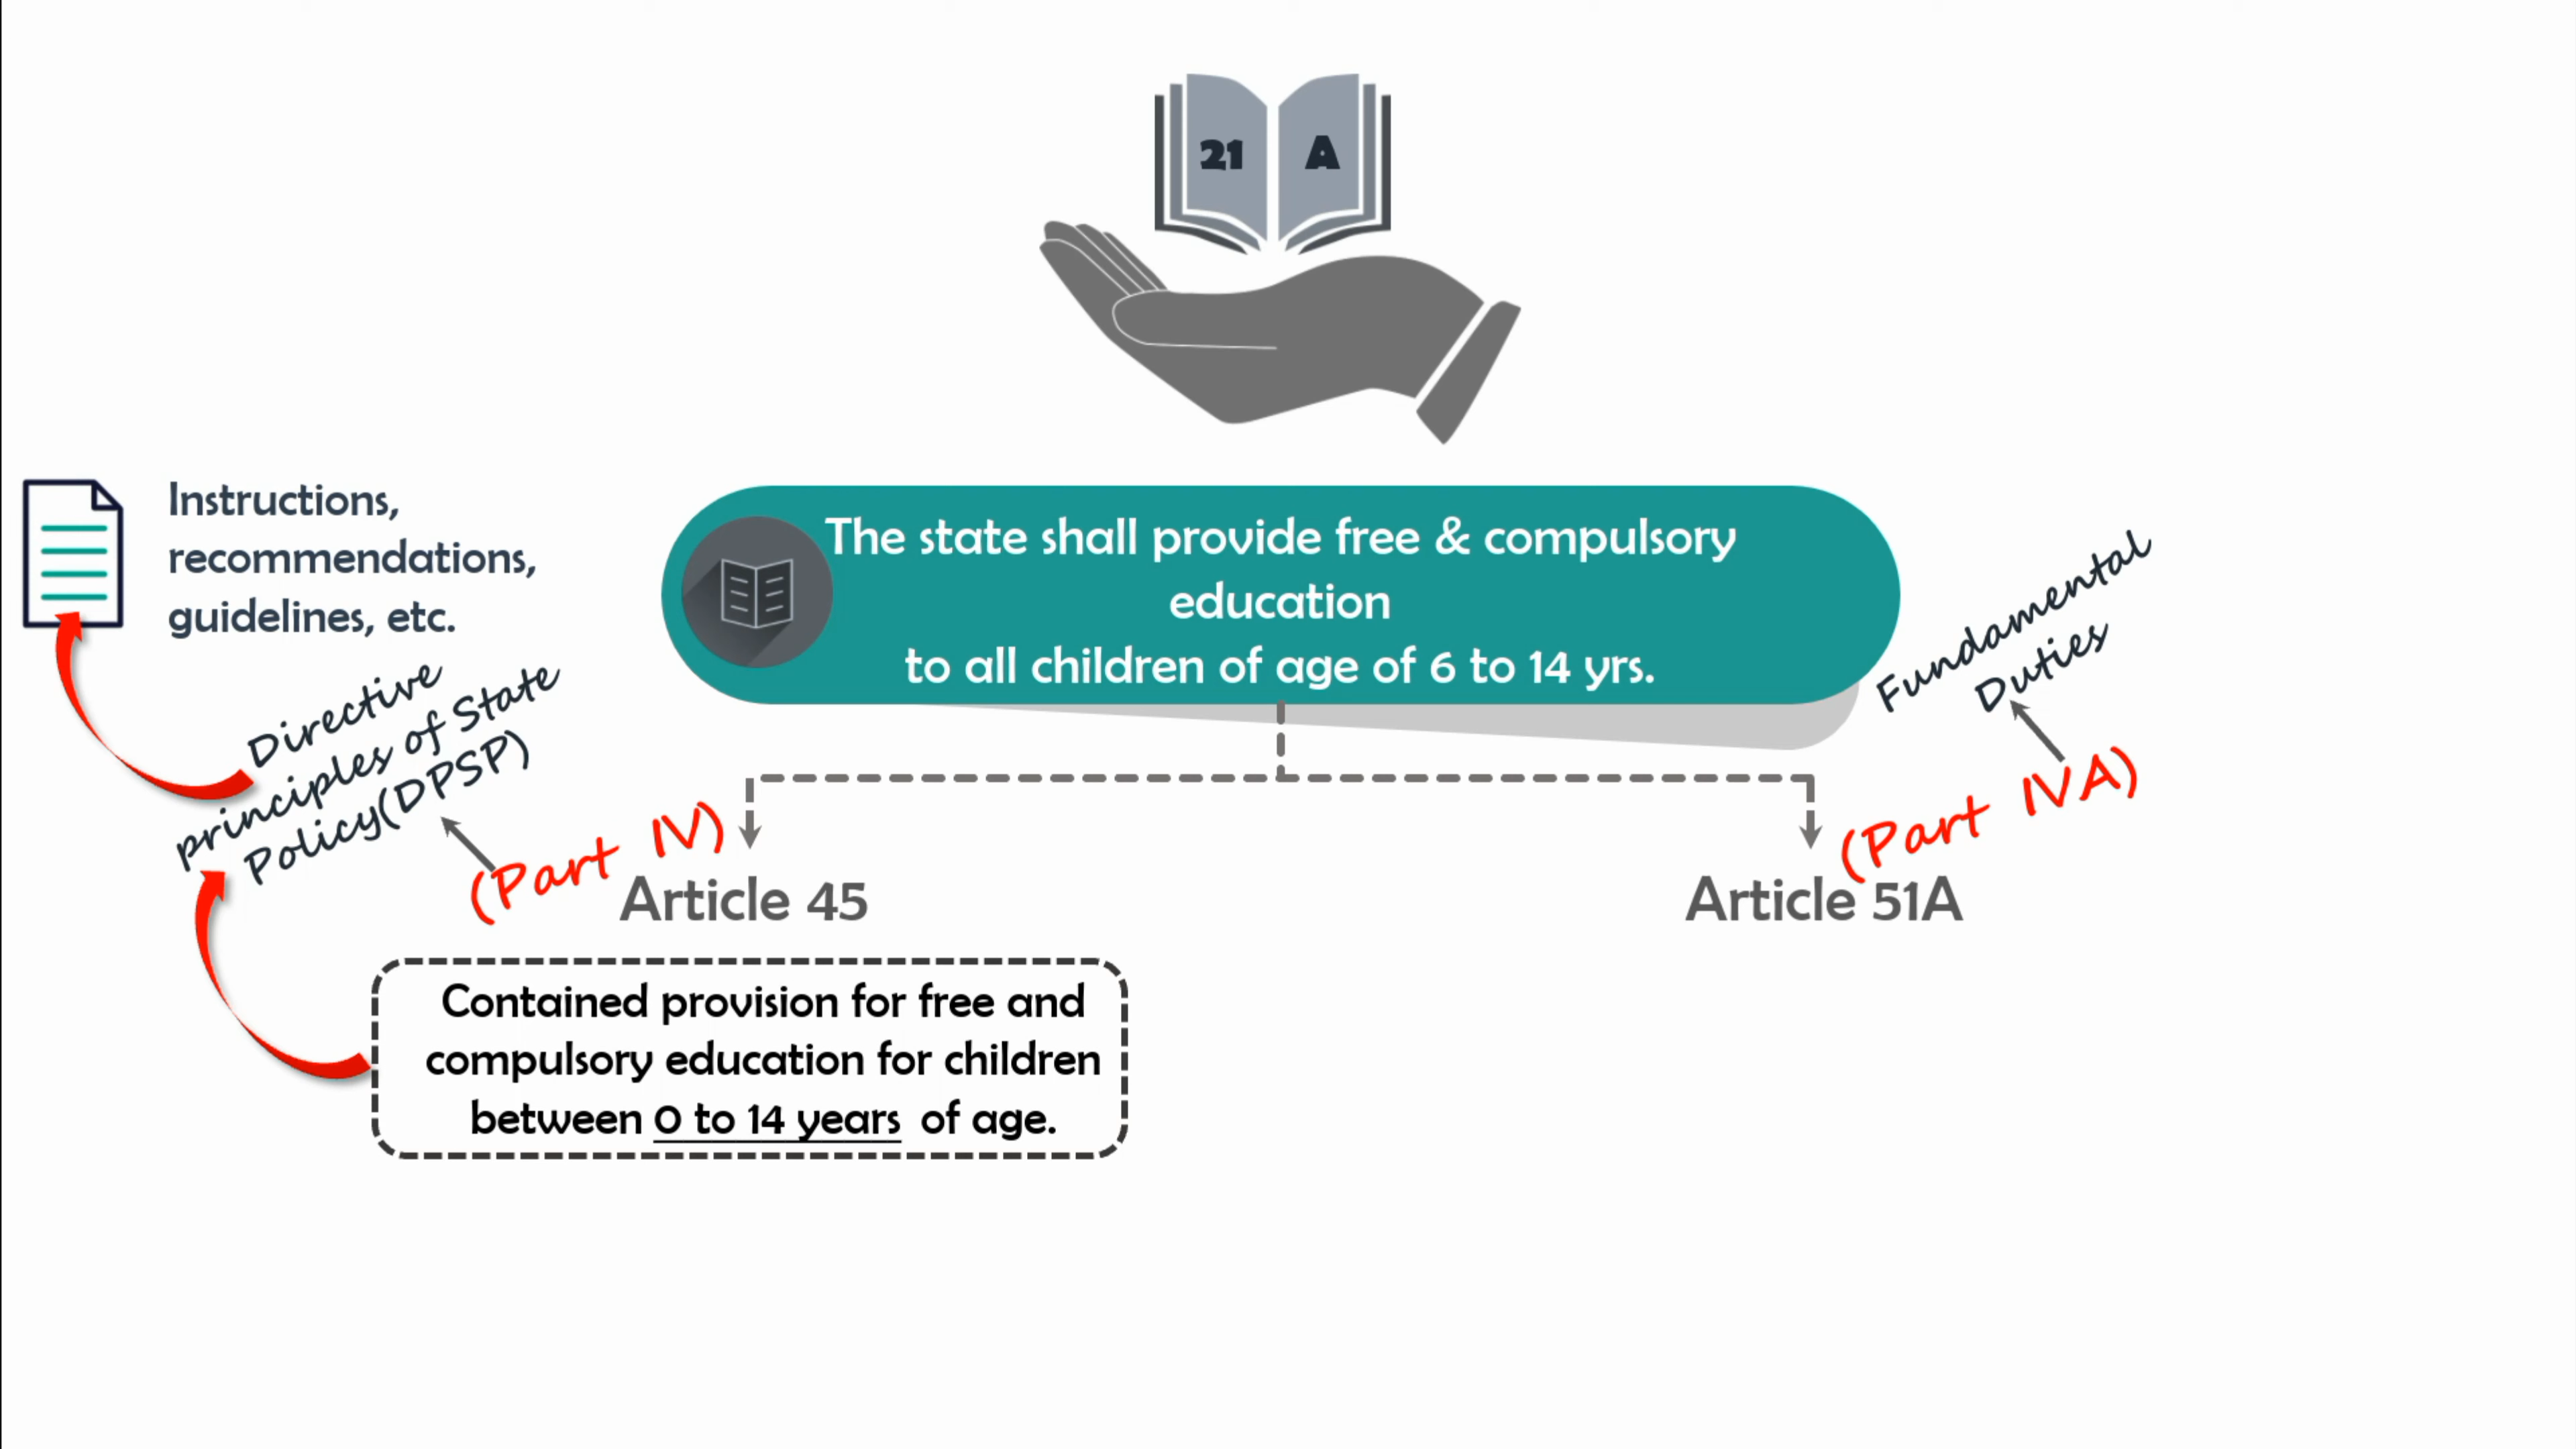 21 A
Instructions,
recommendations,
guidelines, etc.
The state shall provide free & compulsory
education
to all children of age of 6 to 14 yrs.
Directive
principles of State
Policy(DPSP)
Fundamental
Duties
(Part IV)
(Part IVA)
Article 45
Article 51A
Contained provision for free and
compulsory education for children
between 0 to 14 years of age.